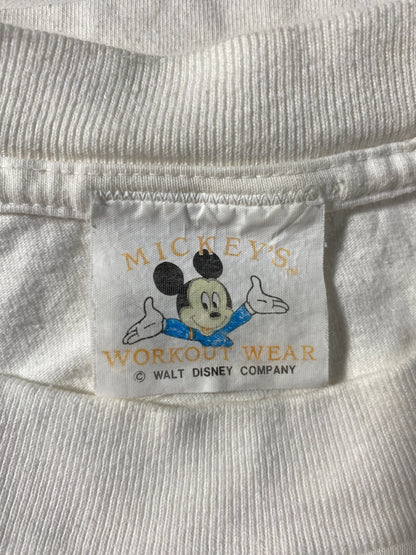 MICKEY'S
TM
WORKOUT WEAR
© WALT DISNEY COMPANY